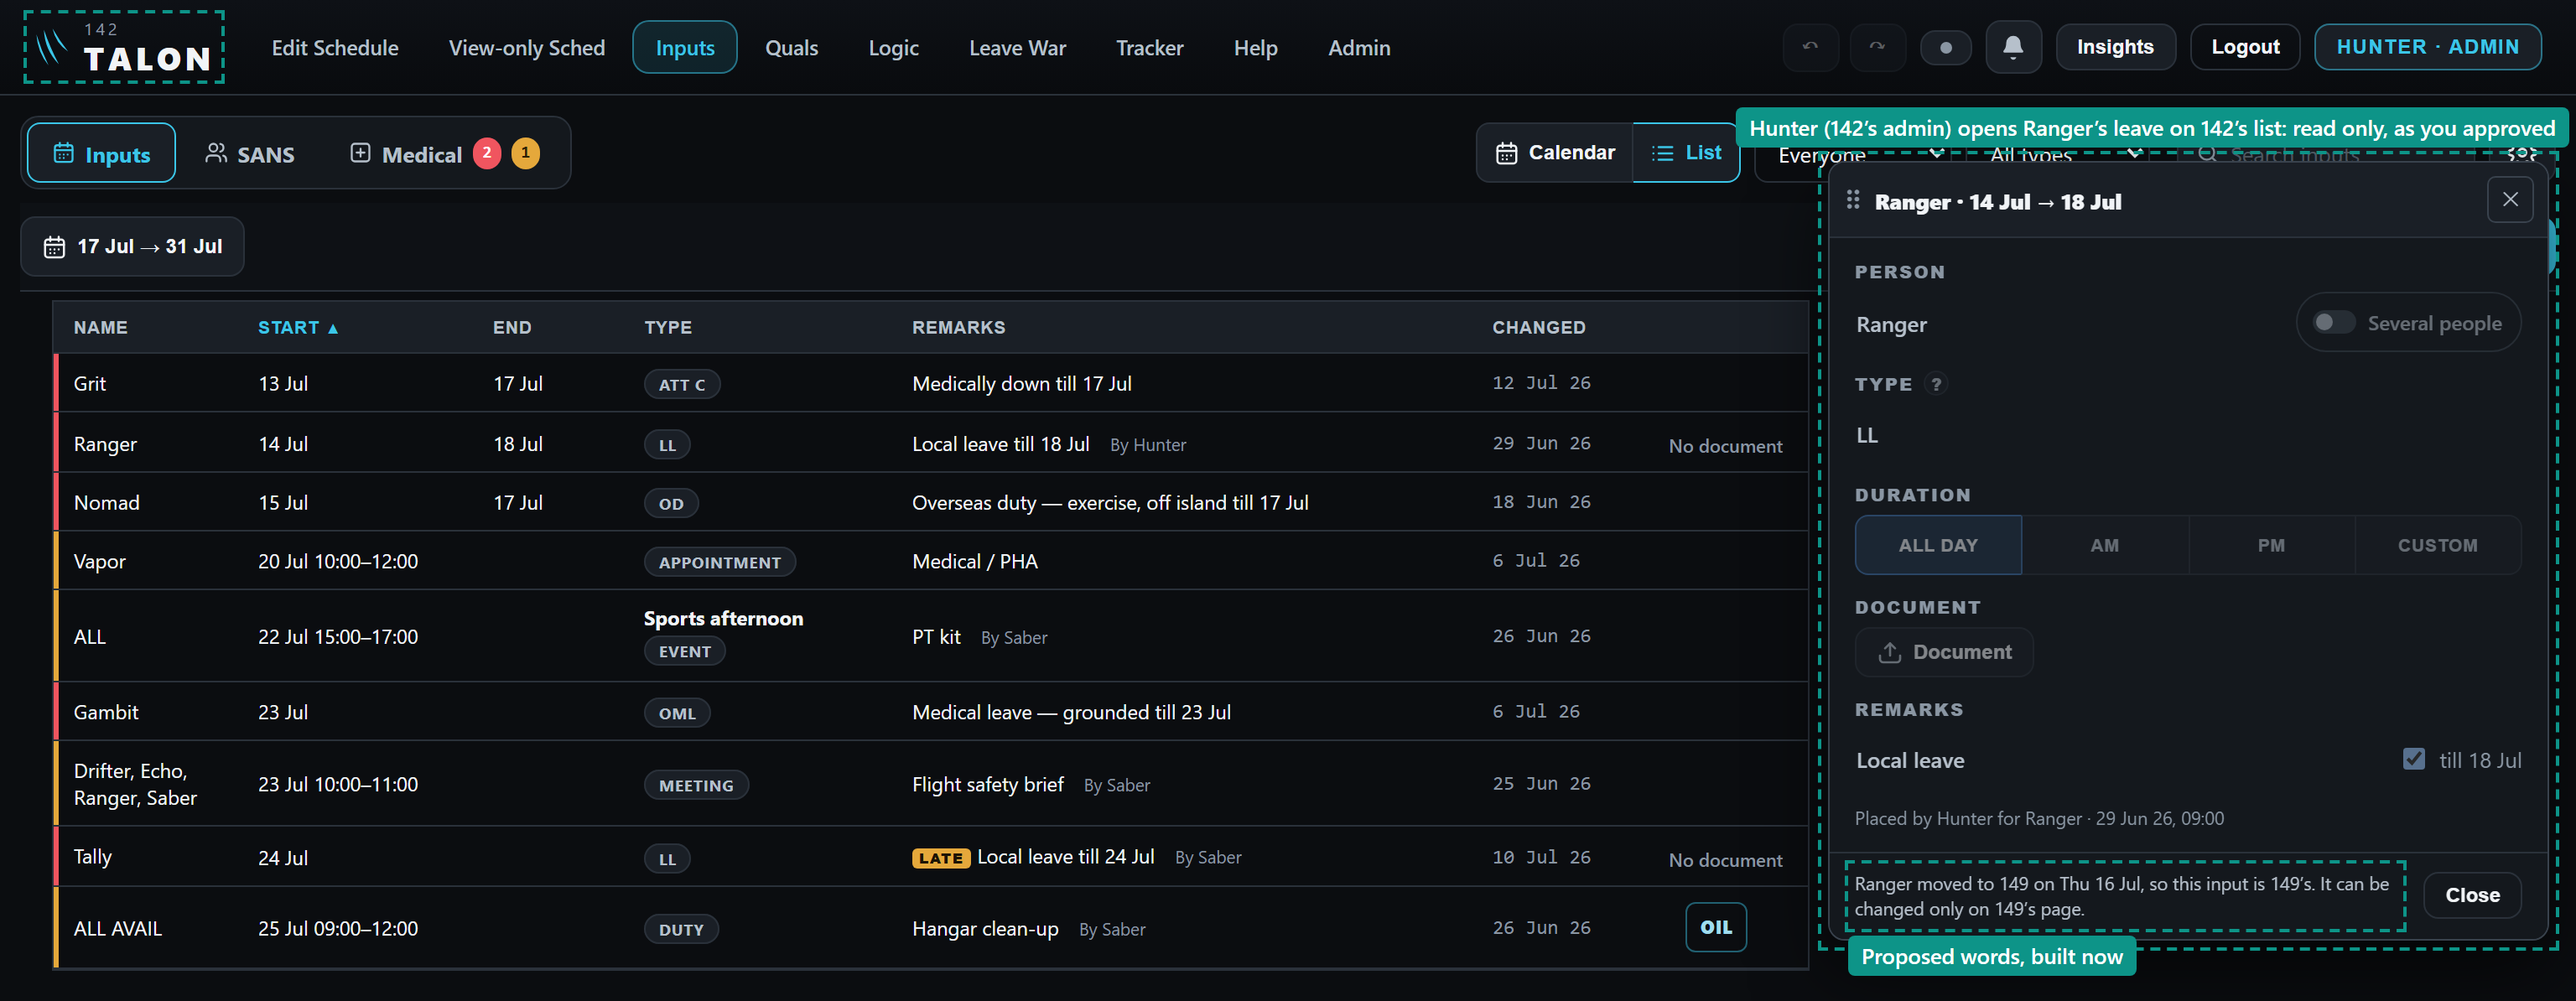 142
TALON
Edit Schedule
View-only Sched
Inputs
Quals
Logic
Leave War
Tracker
Help
Admin
Insights
Logout
HUNTER · ADMIN
Inputs
SANS
Medical 2 1
Calendar
List
Hunter (142’s admin) opens Ranger’s leave on 142’s list: read only, as you approved
Everyone
All types
Search inputs
17 Jul → 31 Jul
NAME START ▲ END TYPE REMARKS CHANGED
Grit 13 Jul 17 Jul ATT C Medically down till 17 Jul 12 Jul 26
Ranger 14 Jul 18 Jul LL Local leave till 18 Jul By Hunter 29 Jun 26 No document
Nomad 15 Jul 17 Jul OD Overseas duty — exercise, off island till 17 Jul 18 Jun 26
Vapor 20 Jul 10:00–12:00 APPOINTMENT Medical / PHA 6 Jul 26
Sports afternoon
ALL 22 Jul 15:00–17:00 EVENT PT kit By Saber 26 Jun 26
Gambit 23 Jul OML Medical leave — grounded till 23 Jul 6 Jul 26
Drifter, Echo,
Ranger, Saber 23 Jul 10:00–11:00 MEETING Flight safety brief By Saber 25 Jun 26
Tally 24 Jul LL LATE Local leave till 24 Jul By Saber 10 Jul 26 No document
ALL AVAIL 25 Jul 09:00–12:00 DUTY Hangar clean-up By Saber 26 Jun 26 OIL
Ranger · 14 Jul → 18 Jul
PERSON
Ranger
Several people
TYPE ?
LL
DURATION
ALL DAY AM PM CUSTOM
DOCUMENT
Document
REMARKS
Local leave
till 18 Jul
Placed by Hunter for Ranger · 29 Jun 26, 09:00
Ranger moved to 149 on Thu 16 Jul, so this input is 149’s. It can be
changed only on 149’s page.
Close
Proposed words, built now